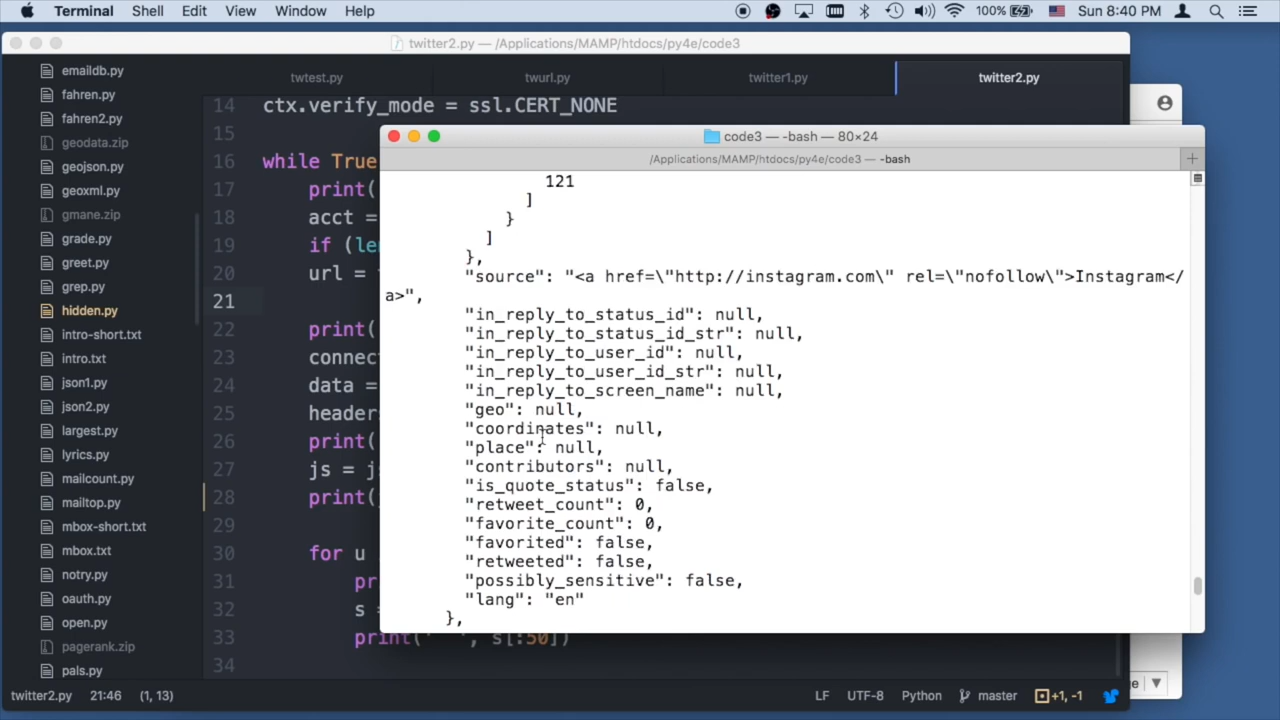 Terminal Shell Edit View Window Help 100% Sun 8:40 PM
twitter2.py — /Applications/MAMP/htdocs/py4e/code3
twtest.py twurl.py twitter1.py twitter2.py
emaildb.py
fahren.py
fahren2.py
geodata.zip
geojson.py
geoxml.py
gmane.zip
grade.py
greet.py
grep.py
hidden.py
intro-short.txt
intro.txt
json1.py
json2.py
largest.py
lyrics.py
mailcount.py
mailtop.py
mbox-short.txt
mbox.txt
notry.py
oauth.py
open.py
pagerank.zip
pals.py
14 ctx.verify_mode = ssl.CERT_NONE
15
16 while True
17 print(
18 acct =
19 if (le
20 url =
21
22 print(
23 connec
24 data =
25 header
26 print(
27 js = j
28 print(
29
30 for u
31 pr
32 s =
33 print(' ', s[:50])
34
code3 — -bash — 80×24
/Applications/MAMP/htdocs/py4e/code3 — -bash
121
]
}
]
},
"source": "<a href=\"http://instagram.com\" rel=\"nofollow\">Instagram</
a>",
"in_reply_to_status_id": null,
"in_reply_to_status_id_str": null,
"in_reply_to_user_id": null,
"in_reply_to_user_id_str": null,
"in_reply_to_screen_name": null,
"geo": null,
"coordinates": null,
"place": null,
"contributors": null,
"is_quote_status": false,
"retweet_count": 0,
"favorite_count": 0,
"favorited": false,
"retweeted": false,
"possibly_sensitive": false,
"lang": "en"
},
twitter2.py 21:46 (1, 13) LF UTF-8 Python master +1, -1